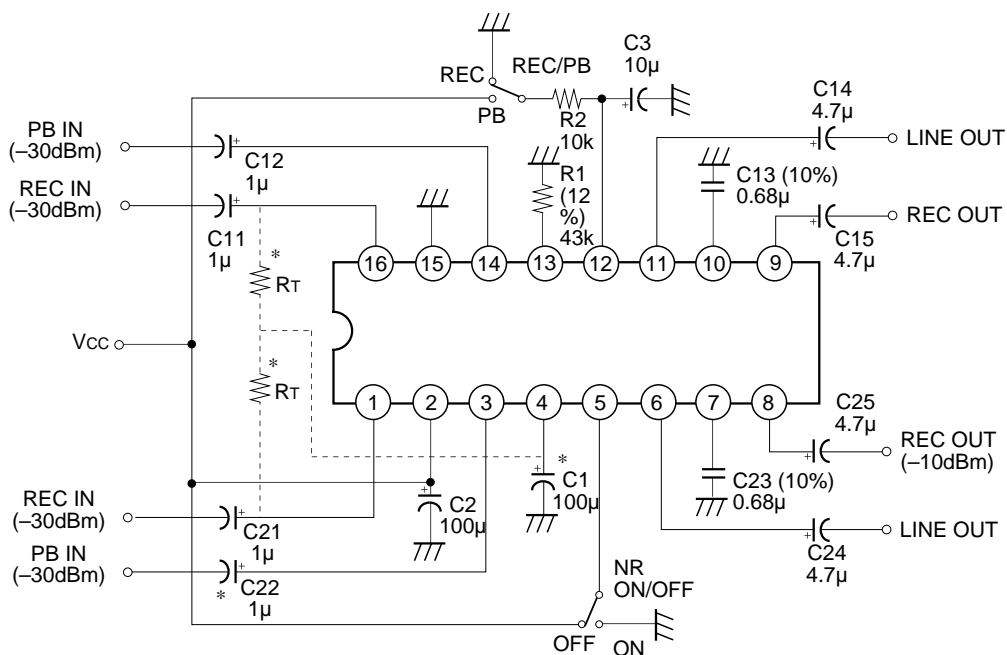 C3
10µ
REC
REC/PB
PB
R2
10k
C14
4.7µ
LINE OUT
PB IN
(–30dBm)
+
C12
1µ
R1
(12
%)
43k
C13 (10%)
0.68µ
REC IN
(–30dBm)
+
C11
1µ
REC OUT
C15
4.7µ
+
+
+
*
RT
16
15
14
13
12
11
10
9
VCC
*
RT
1
2
3
4
5
6
7
8
C25
4.7µ
+
REC OUT
(–10dBm)
+
*
C1
100µ
+
C2
100µ
C23 (10%)
0.68µ
REC IN
(–30dBm)
+
C21
1µ
LINE OUT
+
C24
4.7µ
PB IN
(–30dBm)
+
*
C22
1µ
NR
ON/OFF
OFF
ON